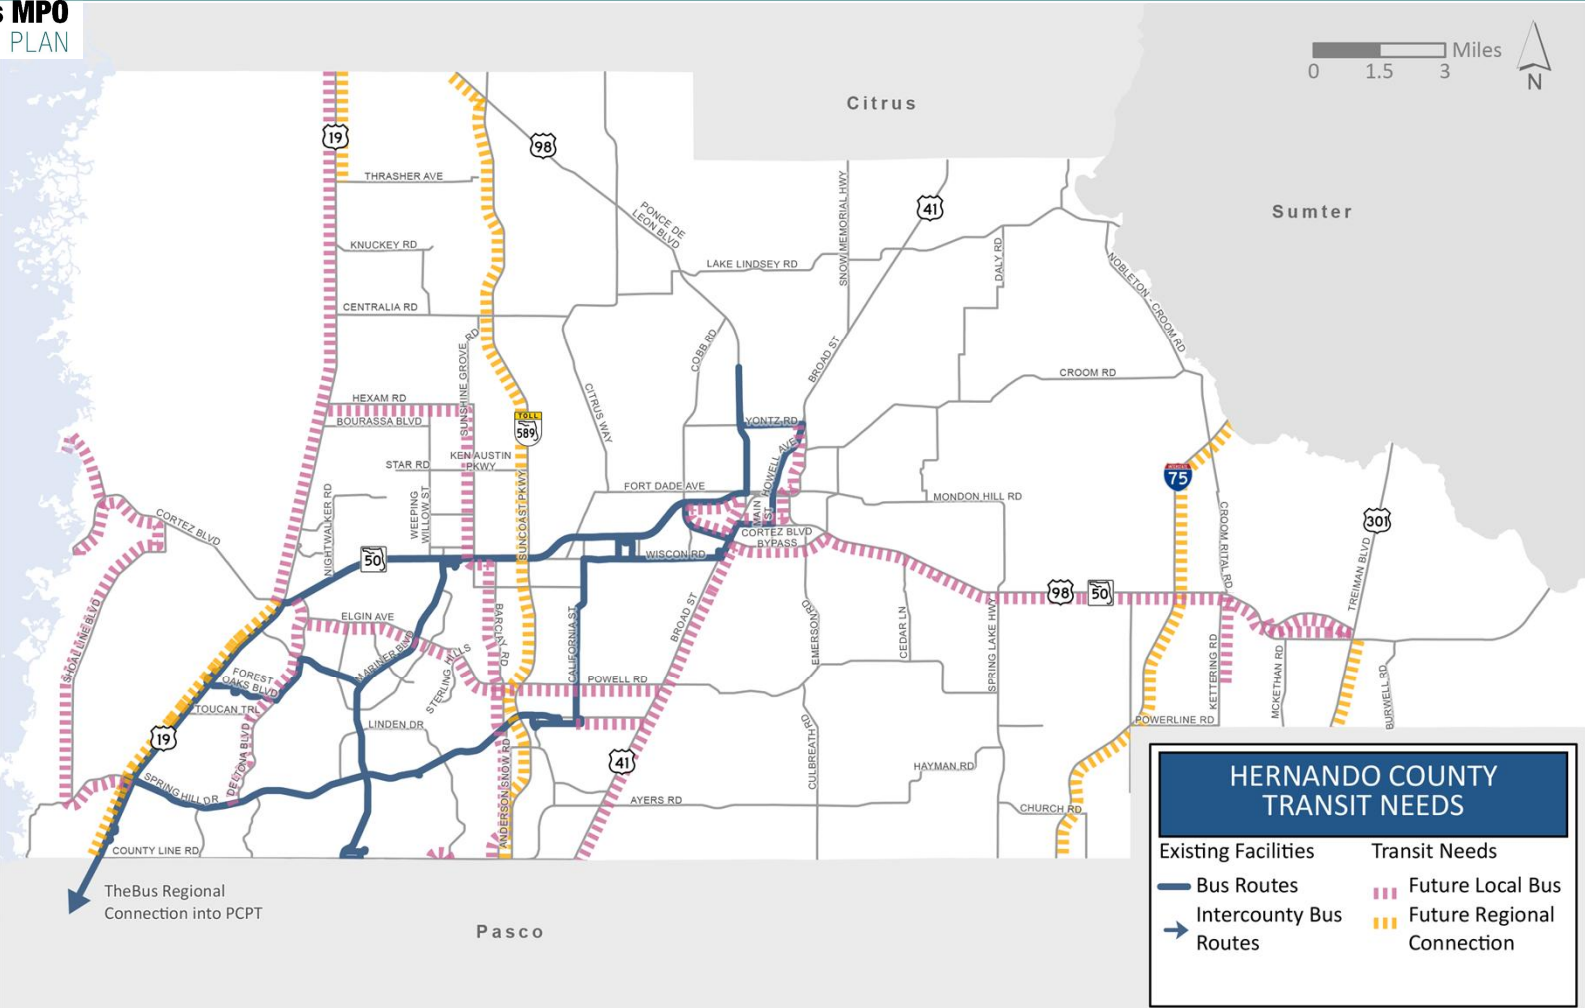 s MPO
PLAN
Miles
0 1.5 3
N
Citrus
Sumter
19
98
41
THRASHER AVE
PONCE DE
LEON BLVD
SNOW MEMORIAL HWY
KNUCKEY RD
LAKE LINDSEY RD
DALY RD
NOBLETON - CROOM RD
CENTRALIA RD
SUNSHINE GROVE RD
COBB RD
BROAD ST
CROOM RD
CITRUS WAY
HEXAM RD
BOURASSA BLVD
TOLL
589
YONTZ RD
HOWELL AVE
KEN AUSTIN
PKWY
STAR RD
INTERSTATE
75
FORT DADE AVE
MAIN
ST
MONDON HILL RD
NIGHTWALKER RD
WEEPING
WILLOW ST
SUNCOAST PKWY
CORTEZ BLVD
CROOM RITAL RD
301
TREIMAN BLVD
50
WISCON RD
CORTEZ BLVD
BYPASS
98
50
SHOAL LINE BLVD
ELGIN AVE
MARINER BLVD
BARCLAY RD
CALIFORNIA ST
BROAD ST
EMERSON RD
CEDAR LN
SPRING LAKE HWY
KETTERING RD
MCKETHAN RD
BURWELL RD
FOREST
OAKS BLVD
STERLING HILLS
POWELL RD
TOUCAN TRL
LINDEN DR
POWERLINE RD
19
DELTONA BLVD
ANDERSON SNOW RD
41
CULBREATH RD
HAYMAN RD
SPRING HILL DR
AYERS RD
CHURCH RD
COUNTY LINE RD
TheBus Regional
Connection into PCPT
Pasco
HERNANDO COUNTY
TRANSIT NEEDS
Existing Facilities
Bus Routes
Intercounty Bus
Routes
Transit Needs
Future Local Bus
Future Regional
Connection